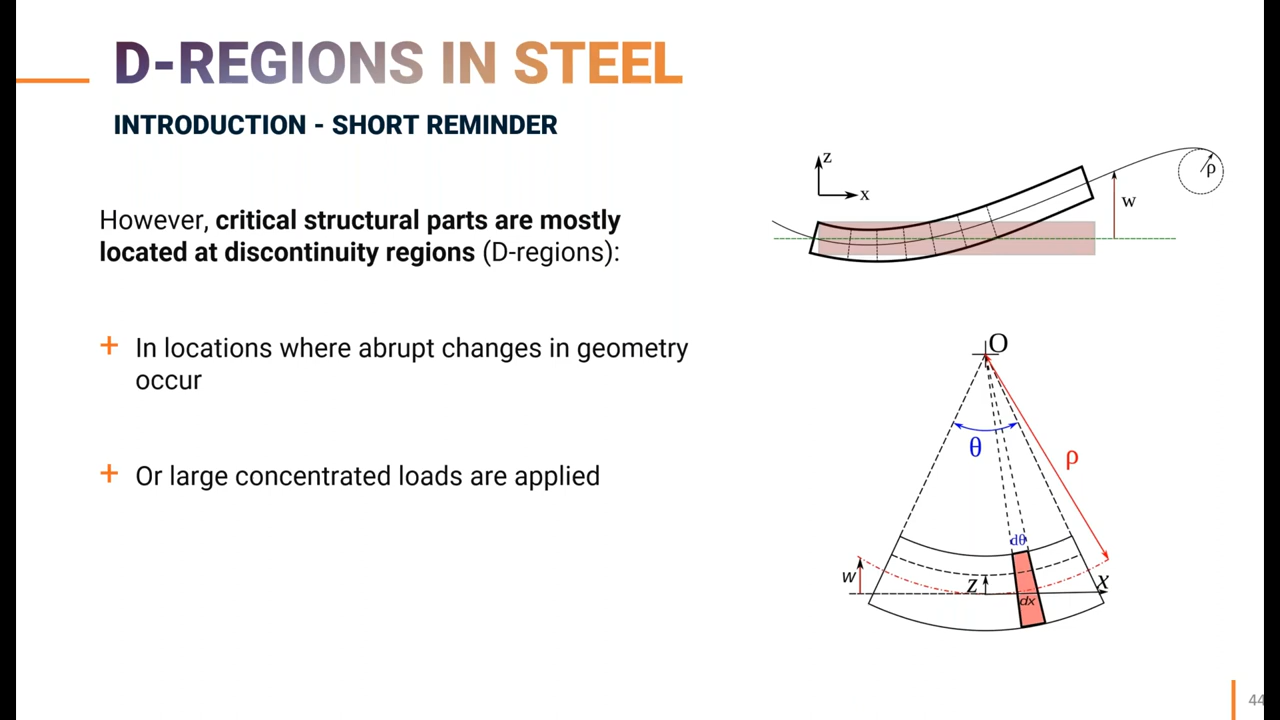 D-REGIONS IN STEEL
INTRODUCTION - SHORT REMINDER
However, critical structural parts are mostly
located at discontinuity regions (D-regions):
+ In locations where abrupt changes in geometry
occur
+ Or large concentrated loads are applied
z
x
w
ρ
O
θ
ρ
dθ
w
z
x
dx
44